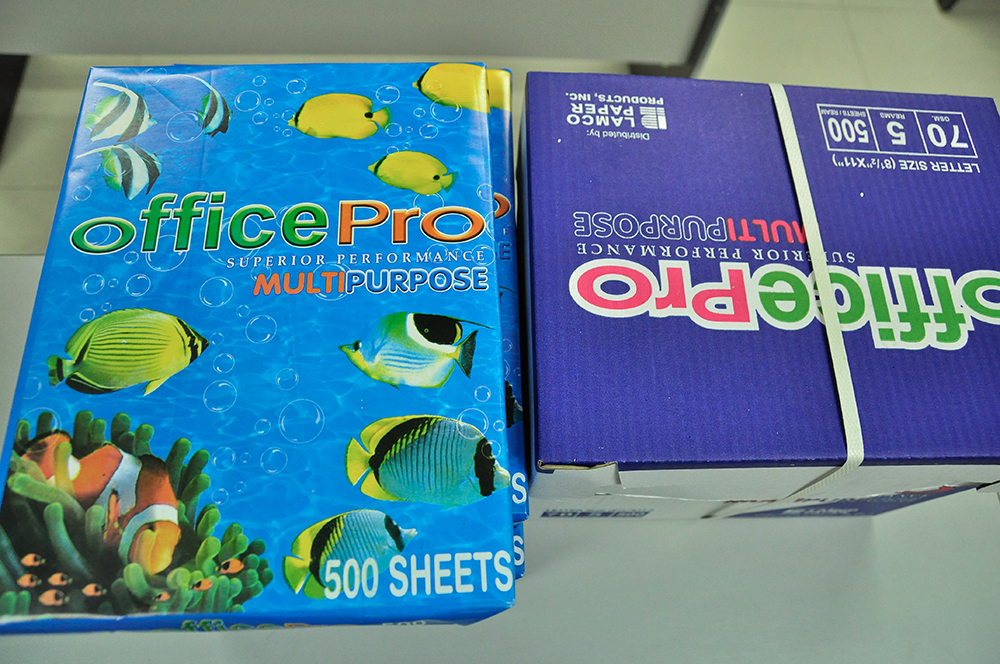 officePro
SUPERIOR PERFORMANCE
MULTIPURPOSE
500 SHEETS
officePro
officePro
SUPERIOR PERFORMANCE
MULTIPURPOSE
LETTER SIZE (8½"X11")
70 GSM.
5 REAMS
500 SHEETS / REAM
Distributed by:
LAMCO
PAPER
PRODUCTS, INC.